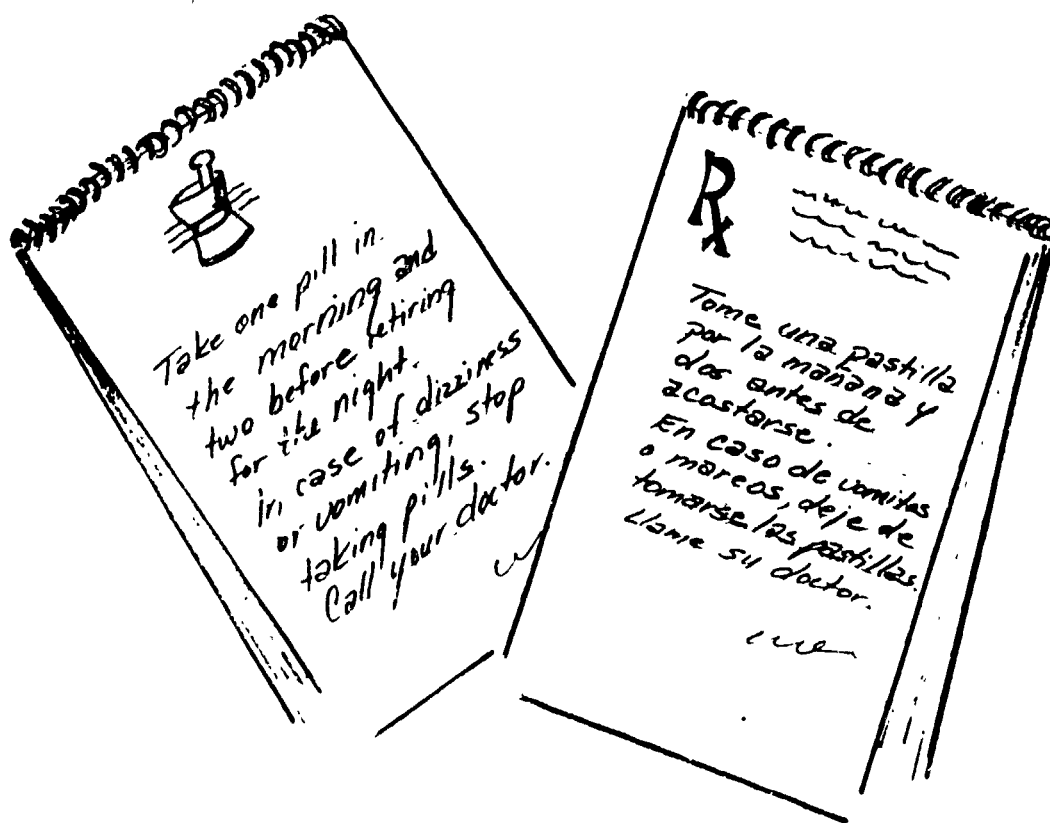 Take one pill in
the morning and
two before retiring
for the night.
In case of dizziness
or vomiting, stop
taking pills.
Call your doctor.
Rx
Tome una pastilla
por la mañana y
dos antes de
acostarse.
En caso de vomitos
o mareos, deje de
tomarse las pastillas.
Llame su doctor.